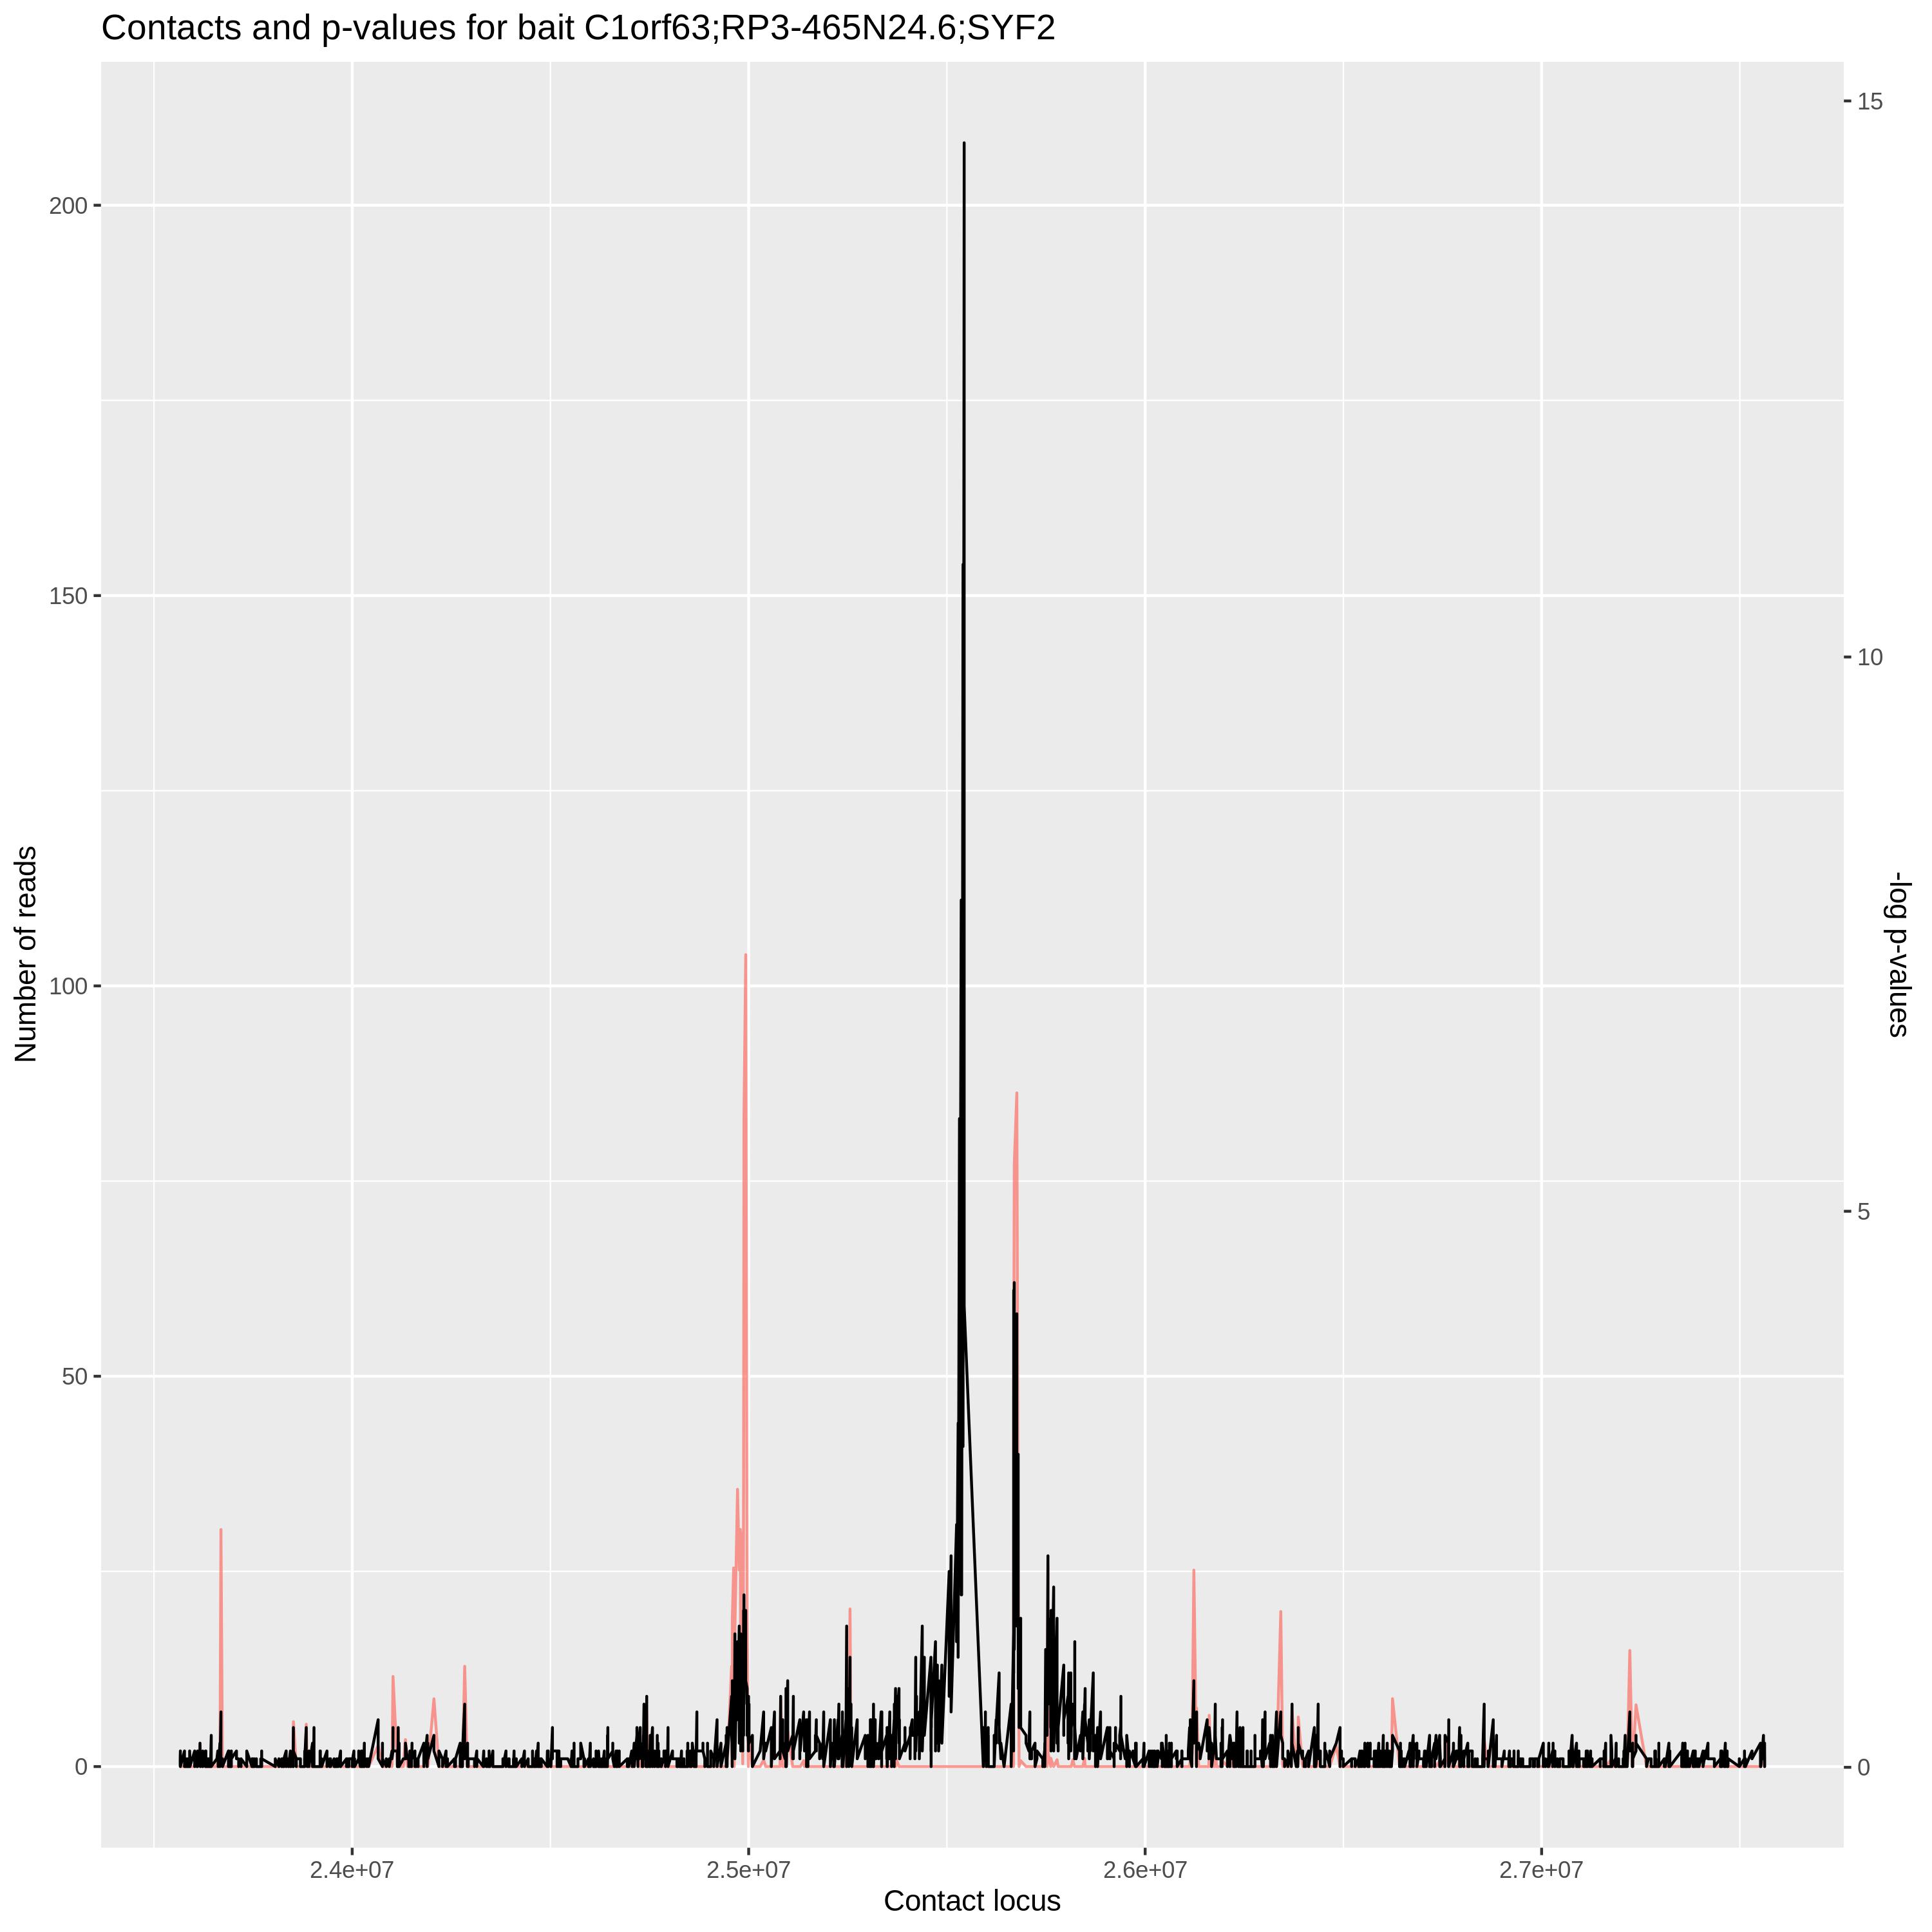 Contacts and p-values for bait C1orf63;RP3-465N24.6;SYF2
15
200
150
10
Number of reads
-log p-values
100
5
50
0
0
2.4e+07
2.5e+07
2.6e+07
2.7e+07
Contact locus